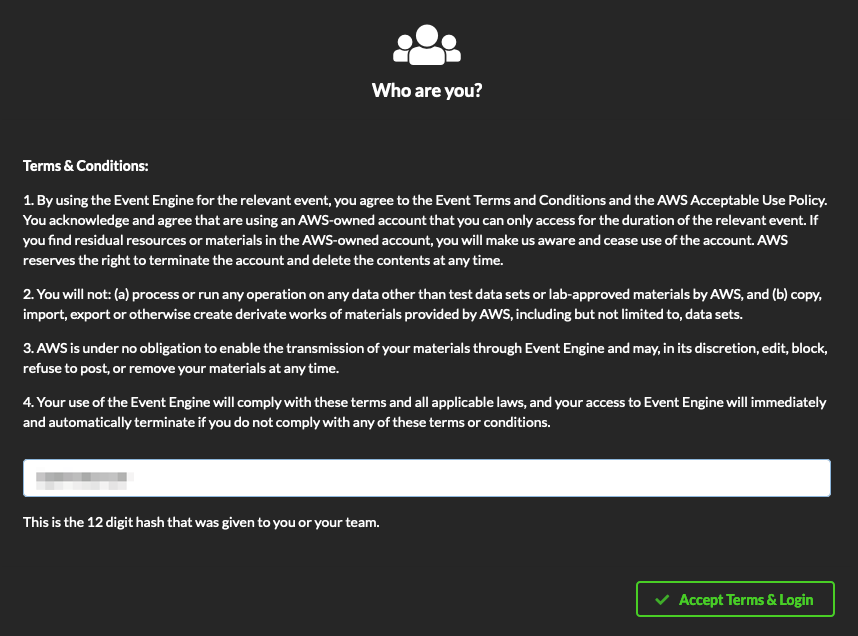 Who are you?
Terms & Conditions:
1. By using the Event Engine for the relevant event, you agree to the Event Terms and Conditions and the AWS Acceptable Use Policy.
You acknowledge and agree that are using an AWS-owned account that you can only access for the duration of the relevant event. If
you find residual resources or materials in the AWS-owned account, you will make us aware and cease use of the account. AWS
reserves the right to terminate the account and delete the contents at any time.
2. You will not: (a) process or run any operation on any data other than test data sets or lab-approved materials by AWS, and (b) copy,
import, export or otherwise create derivate works of materials provided by AWS, including but not limited to, data sets.
3. AWS is under no obligation to enable the transmission of your materials through Event Engine and may, in its discretion, edit, block,
refuse to post, or remove your materials at any time.
4. Your use of the Event Engine will comply with these terms and all applicable laws, and your access to Event Engine will immediately
and automatically terminate if you do not comply with any of these terms or conditions.
This is the 12 digit hash that was given to you or your team.
Accept Terms & Login